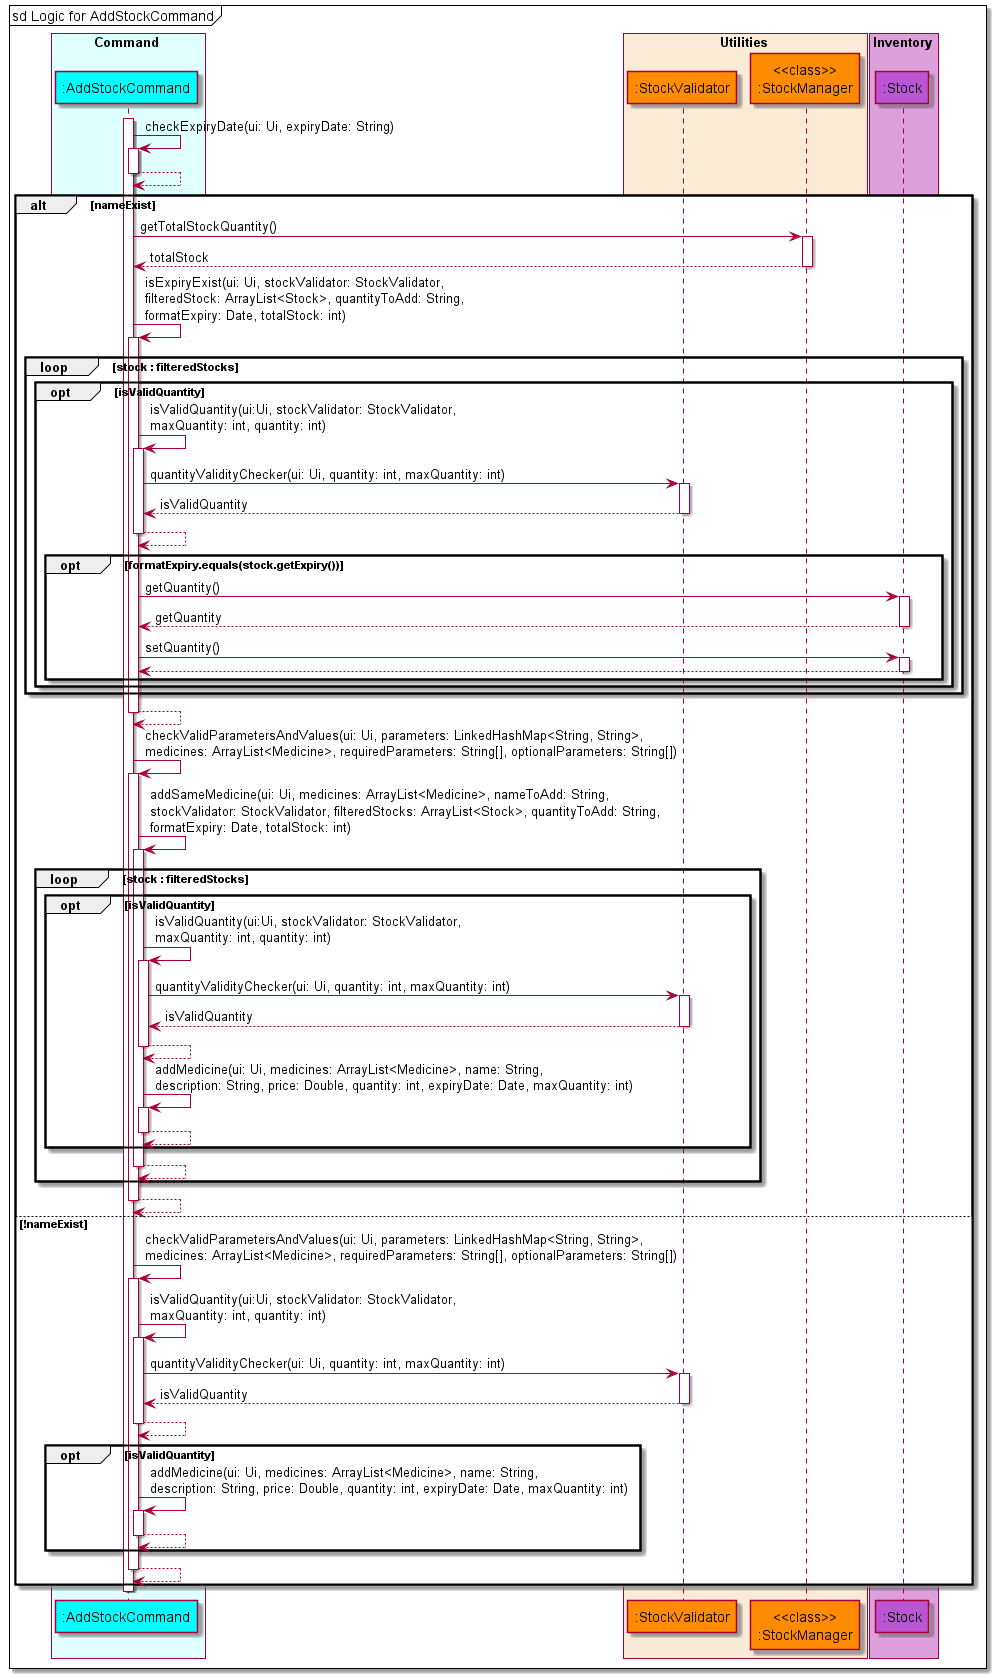 sd Logic for AddStockCommand
Command
Utilities
Inventory
:AddStockCommand
:StockValidator
<<class>>
:StockManager
:Stock
checkExpiryDate(ui: Ui, expiryDate: String)
alt
[nameExist]
getTotalStockQuantity()
totalStock
isExpiryExist(ui: Ui, stockValidator: StockValidator,
filteredStock: ArrayList<Stock>, quantityToAdd: String,
formatExpiry: Date, totalStock: int)
loop
[stock : filteredStocks]
opt
[isValidQuantity]
isValidQuantity(ui:Ui, stockValidator: StockValidator,
maxQuantity: int, quantity: int)
quantityValidityChecker(ui: Ui, quantity: int, maxQuantity: int)
isValidQuantity
opt
[formatExpiry.equals(stock.getExpiry())]
getQuantity()
getQuantity
setQuantity()
checkValidParametersAndValues(ui: Ui, parameters: LinkedHashMap<String, String>,
medicines: ArrayList<Medicine>, requiredParameters: String[], optionalParameters: String[])
addSameMedicine(ui: Ui, medicines: ArrayList<Medicine>, nameToAdd: String,
stockValidator: StockValidator, filteredStocks: ArrayList<Stock>, quantityToAdd: String,
formatExpiry: Date, totalStock: int)
loop
[stock : filteredStocks]
opt
[isValidQuantity]
isValidQuantity(ui:Ui, stockValidator: StockValidator,
maxQuantity: int, quantity: int)
quantityValidityChecker(ui: Ui, quantity: int, maxQuantity: int)
isValidQuantity
addMedicine(ui: Ui, medicines: ArrayList<Medicine>, name: String,
description: String, price: Double, quantity: int, expiryDate: Date, maxQuantity: int)
[!nameExist]
checkValidParametersAndValues(ui: Ui, parameters: LinkedHashMap<String, String>,
medicines: ArrayList<Medicine>, requiredParameters: String[], optionalParameters: String[])
isValidQuantity(ui:Ui, stockValidator: StockValidator,
maxQuantity: int, quantity: int)
quantityValidityChecker(ui: Ui, quantity: int, maxQuantity: int)
isValidQuantity
opt
[isValidQuantity]
addMedicine(ui: Ui, medicines: ArrayList<Medicine>, name: String,
description: String, price: Double, quantity: int, expiryDate: Date, maxQuantity: int)
:AddStockCommand
:StockValidator
<<class>>
:StockManager
:Stock